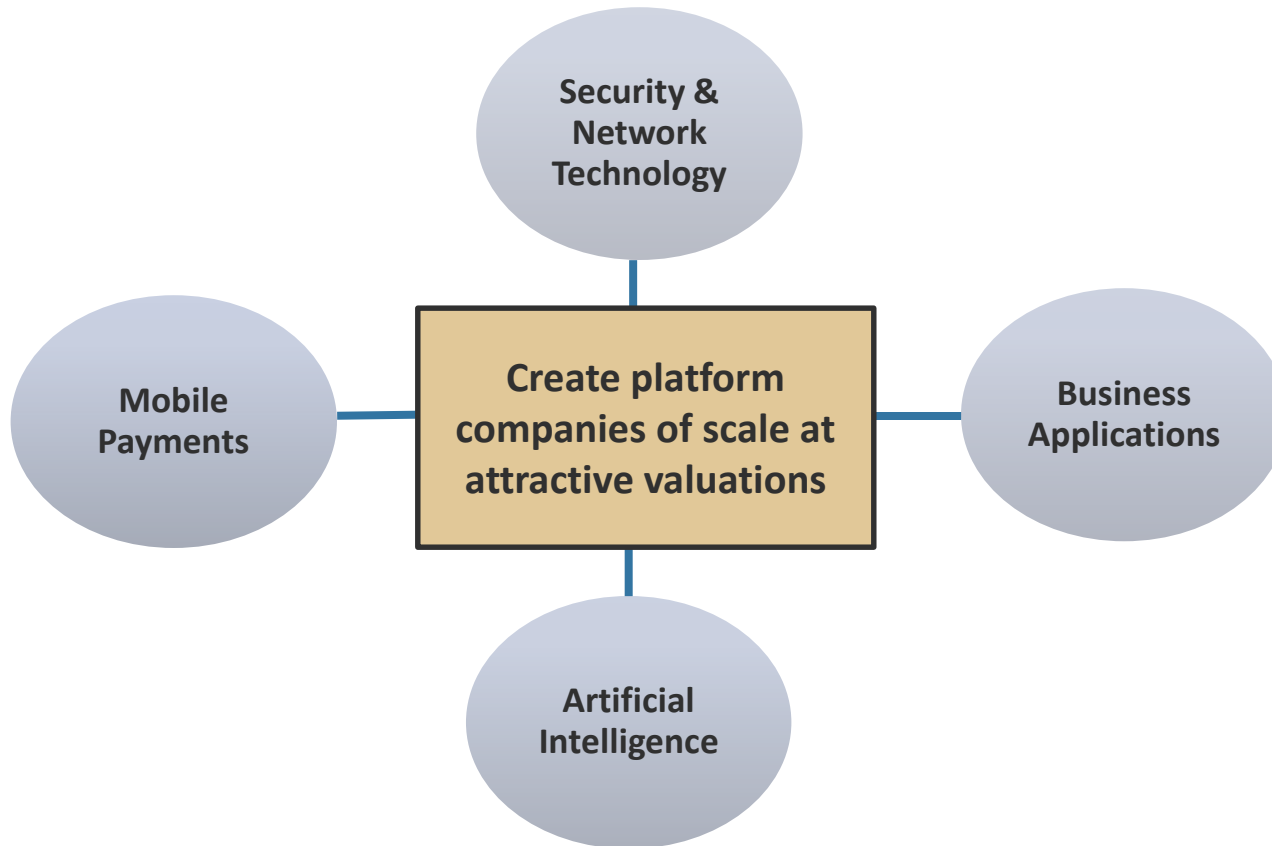 Security &
Network
Technology
Mobile
Payments
Create platform
companies of scale at
attractive valuations
Business
Applications
Artificial
Intelligence